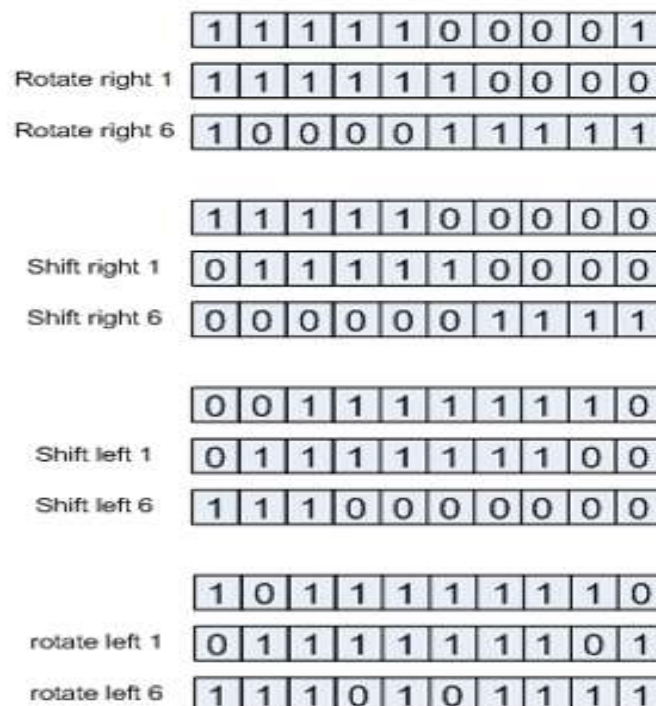 1 1 1 1 1 0 0 0 0 1
Rotate right 1 1 1 1 1 1 1 0 0 0 0
Rotate right 6 1 0 0 0 0 1 1 1 1 1
1 1 1 1 1 0 0 0 0 0
Shift right 1 0 1 1 1 1 1 0 0 0 0
Shift right 6 0 0 0 0 0 0 1 1 1 1
0 0 1 1 1 1 1 1 1 0
Shift left 1 0 1 1 1 1 1 1 1 0 0
Shift left 6 1 1 1 0 0 0 0 0 0 0
1 0 1 1 1 1 1 1 1 0
rotate left 1 0 1 1 1 1 1 1 1 0 1
rotate left 6 1 1 1 0 1 0 1 1 1 1